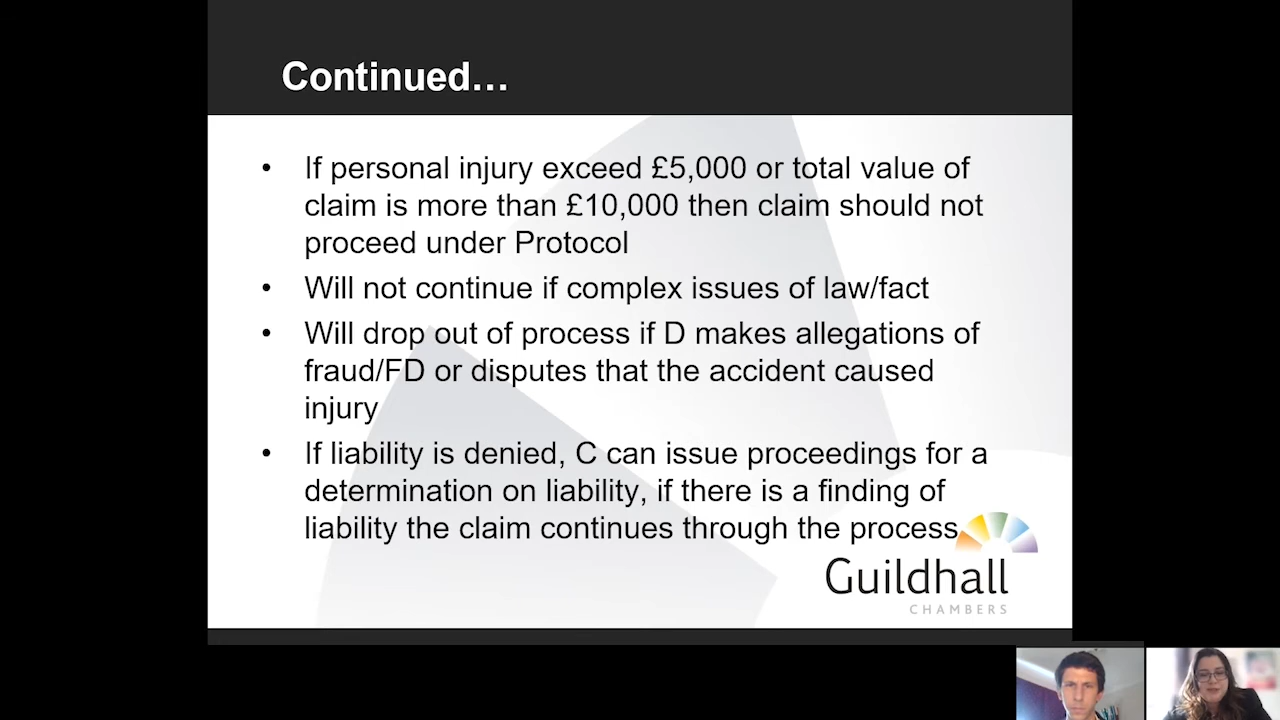 Continued…
• If personal injury exceed £5,000 or total value of
claim is more than £10,000 then claim should not
proceed under Protocol
• Will not continue if complex issues of law/fact
• Will drop out of process if D makes allegations of
fraud/FD or disputes that the accident caused
injury
• If liability is denied, C can issue proceedings for a
determination on liability, if there is a finding of
liability the claim continues through the process
Guildhall
CHAMBERS